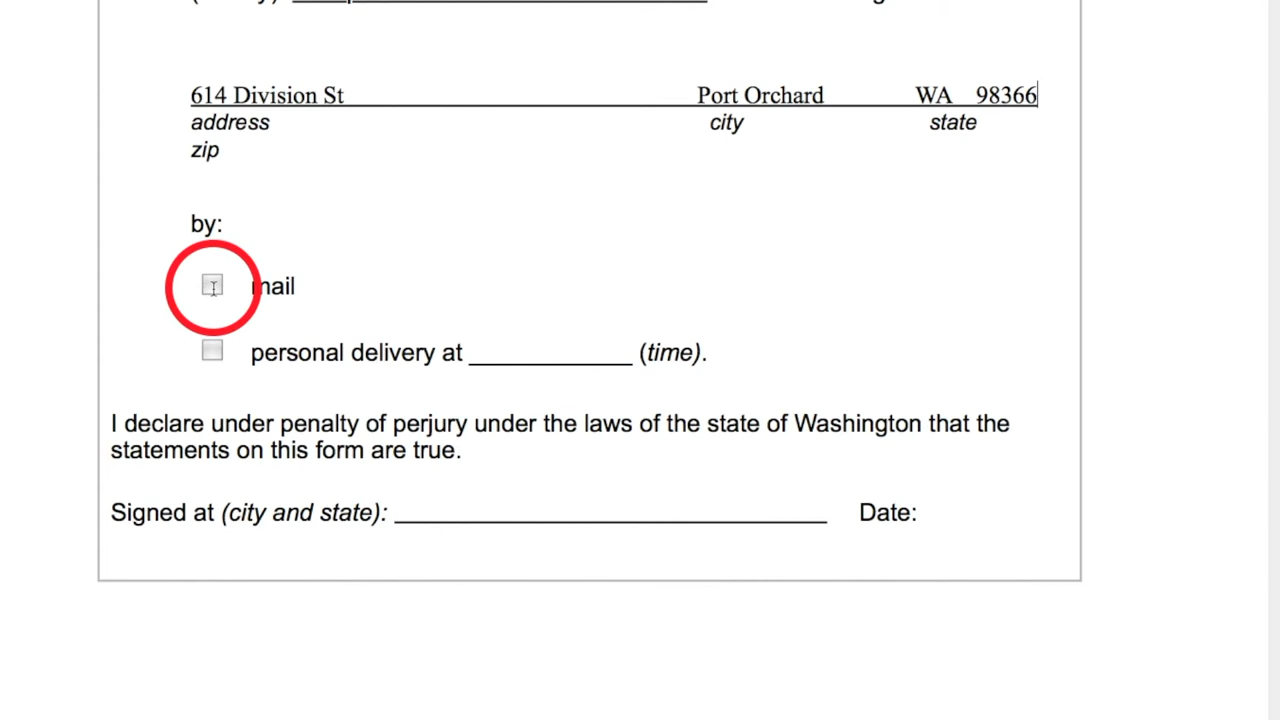 614 Division St Port Orchard WA 98366
address city state
zip
by:
mail
personal delivery at ____________ (time).
I declare under penalty of perjury under the laws of the state of Washington that the
statements on this form are true.
Signed at (city and state): ________________________________ Date: